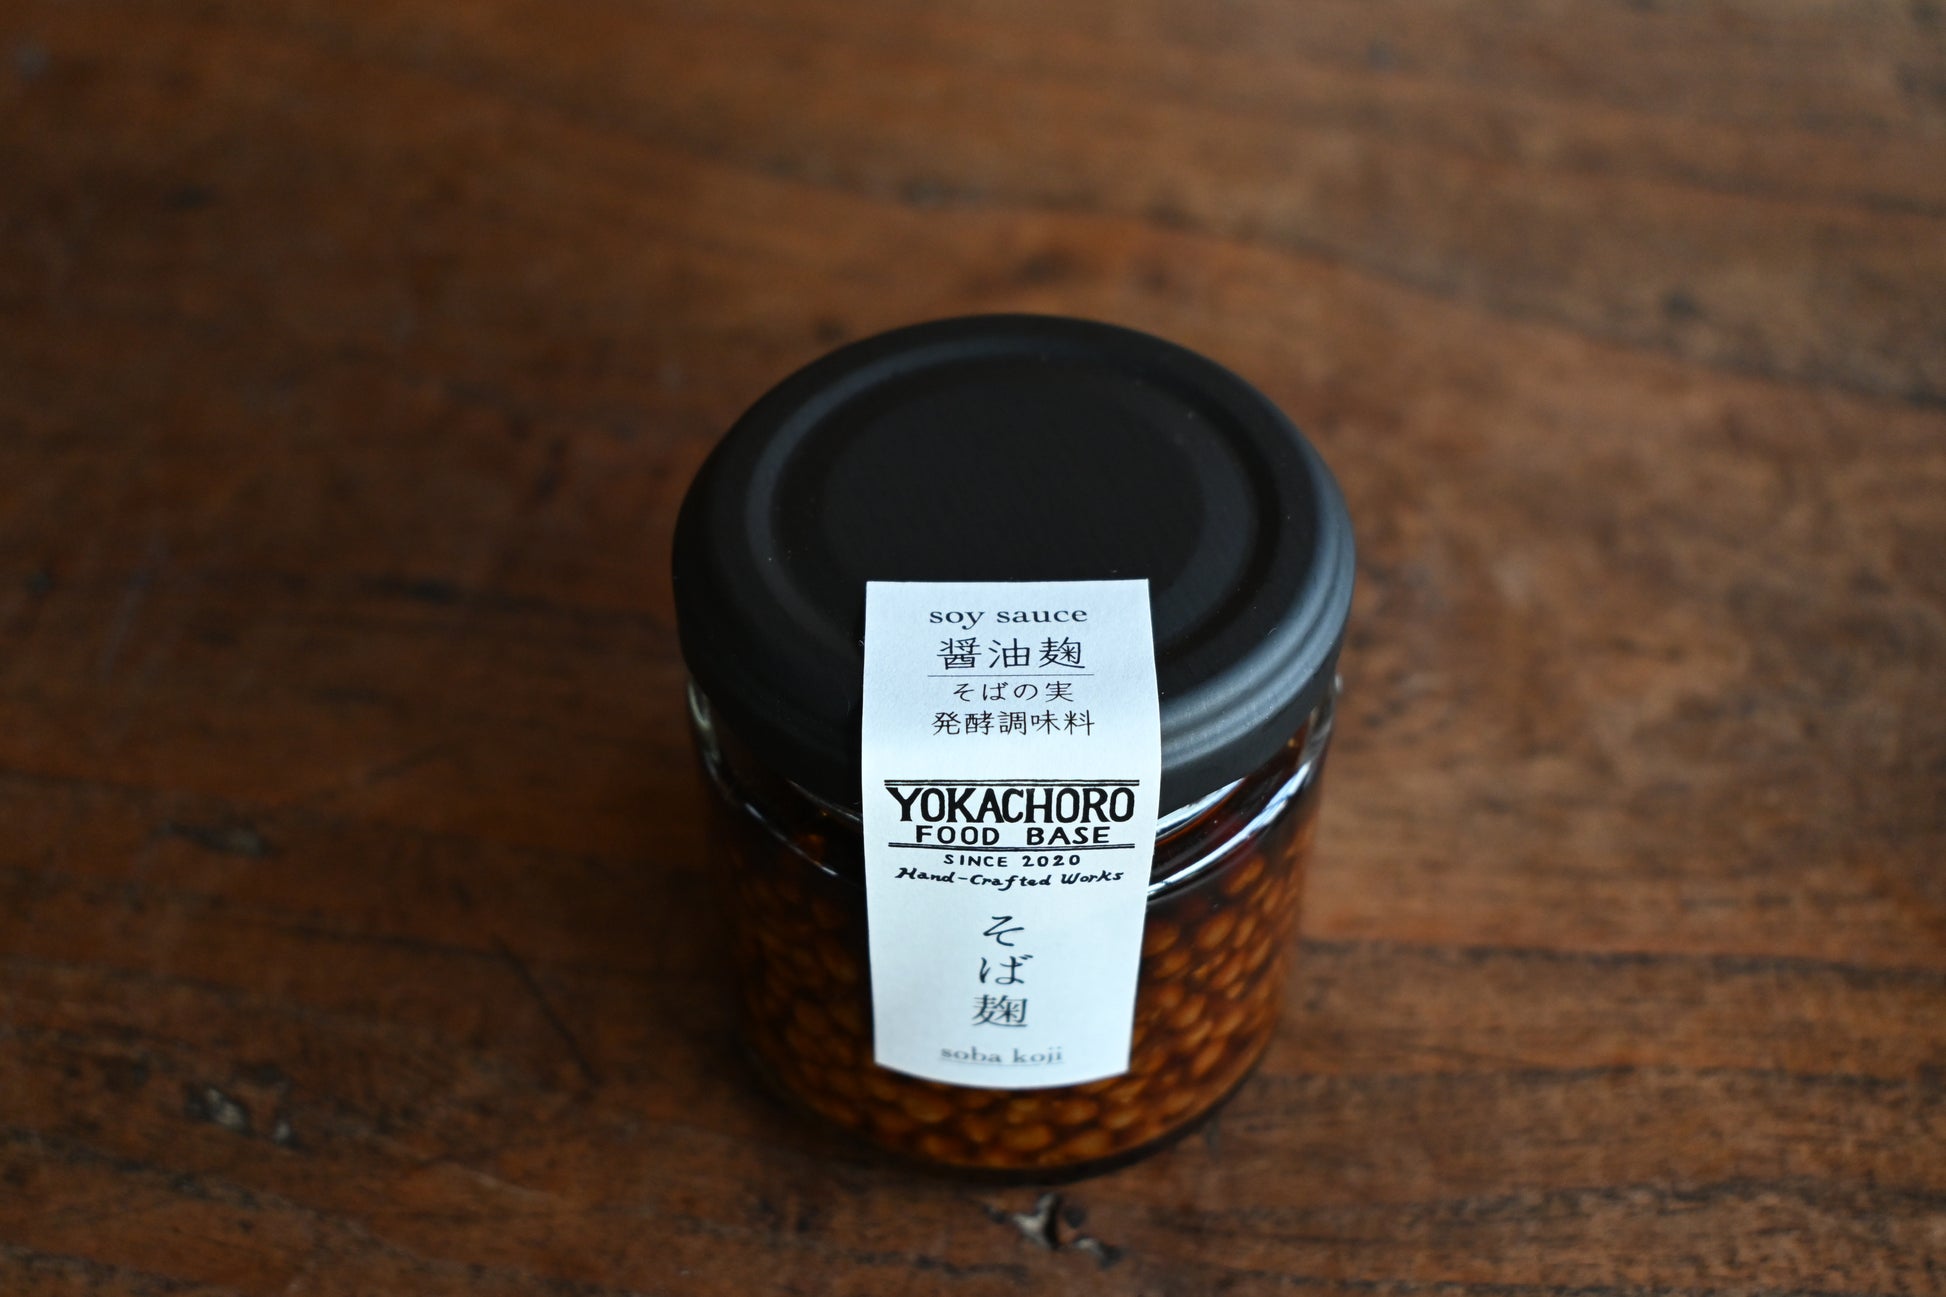 soy sauce
醤油麹
そばの実
発酵調味料
YOKACHORO
FOOD BASE
SINCE 2020
Hand-Crafted Works
そば麹
soba koji